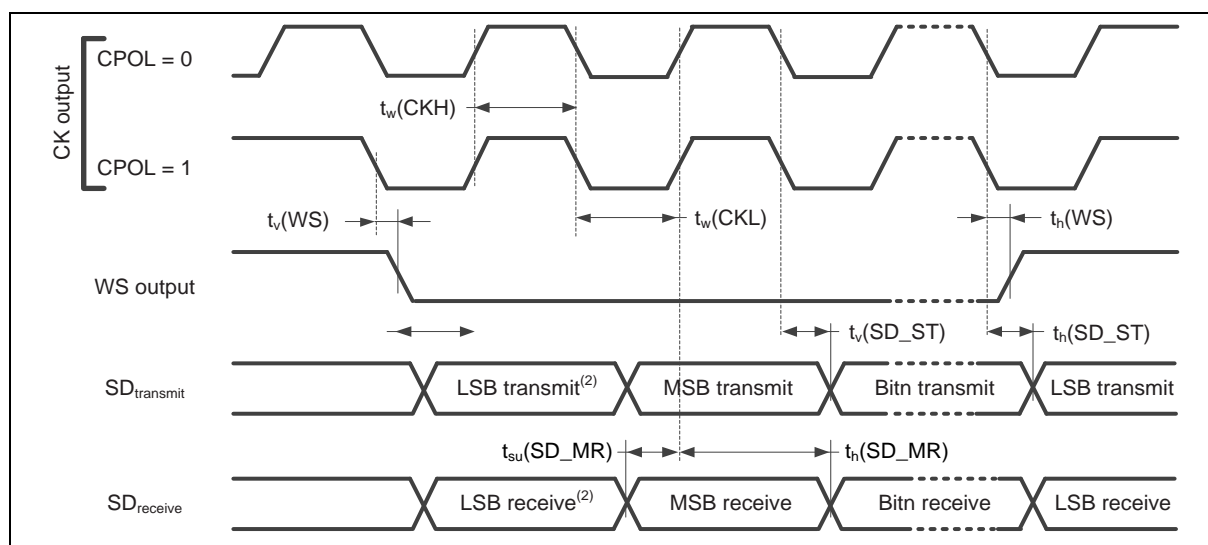 CK output
CPOL = 0
tw(CKH)
CPOL = 1
tv(WS)
tw(CKL)
th(WS)
WS output
tv(SD_ST)
th(SD_ST)
SDtransmit
LSB transmit(2)
MSB transmit
Bitn transmit
LSB transmit
tsu(SD_MR)
th(SD_MR)
SDreceive
LSB receive(2)
MSB receive
Bitn receive
LSB receive